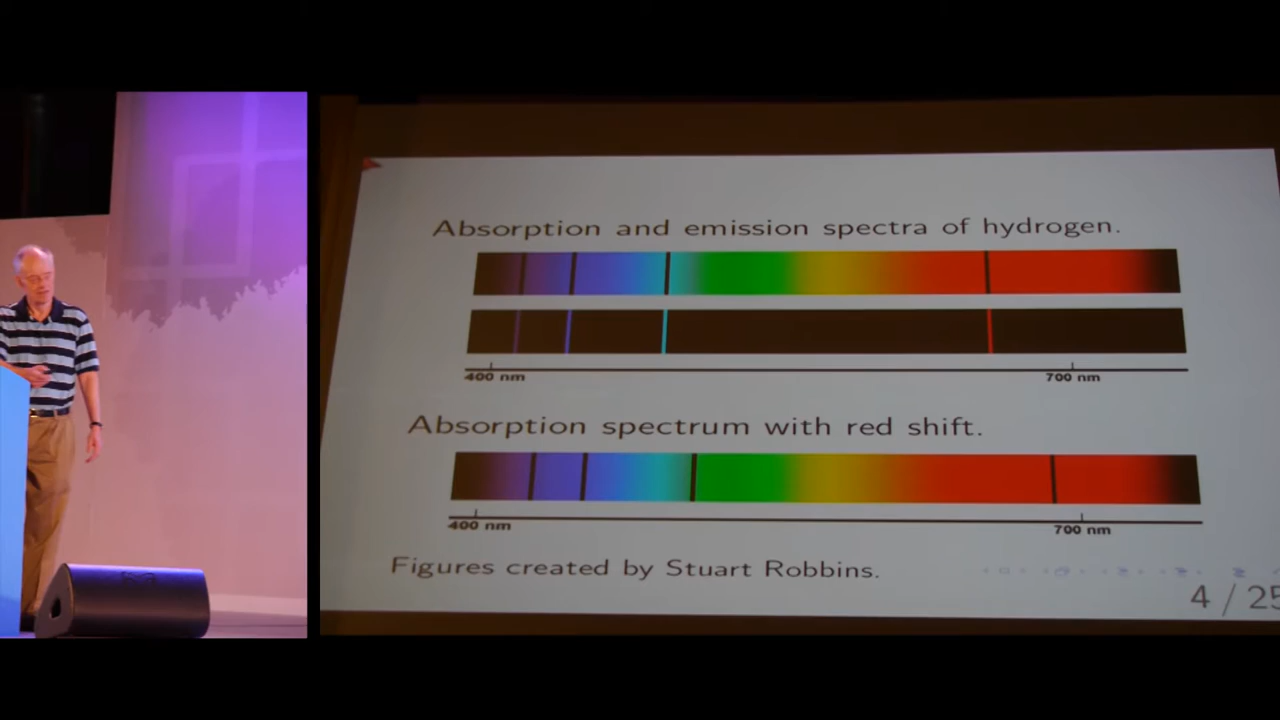 Absorption and emission spectra of hydrogen.
400 nm 700 nm
Absorption spectrum with red shift.
400 nm 700 nm
Figures created by Stuart Robbins.
4 / 25